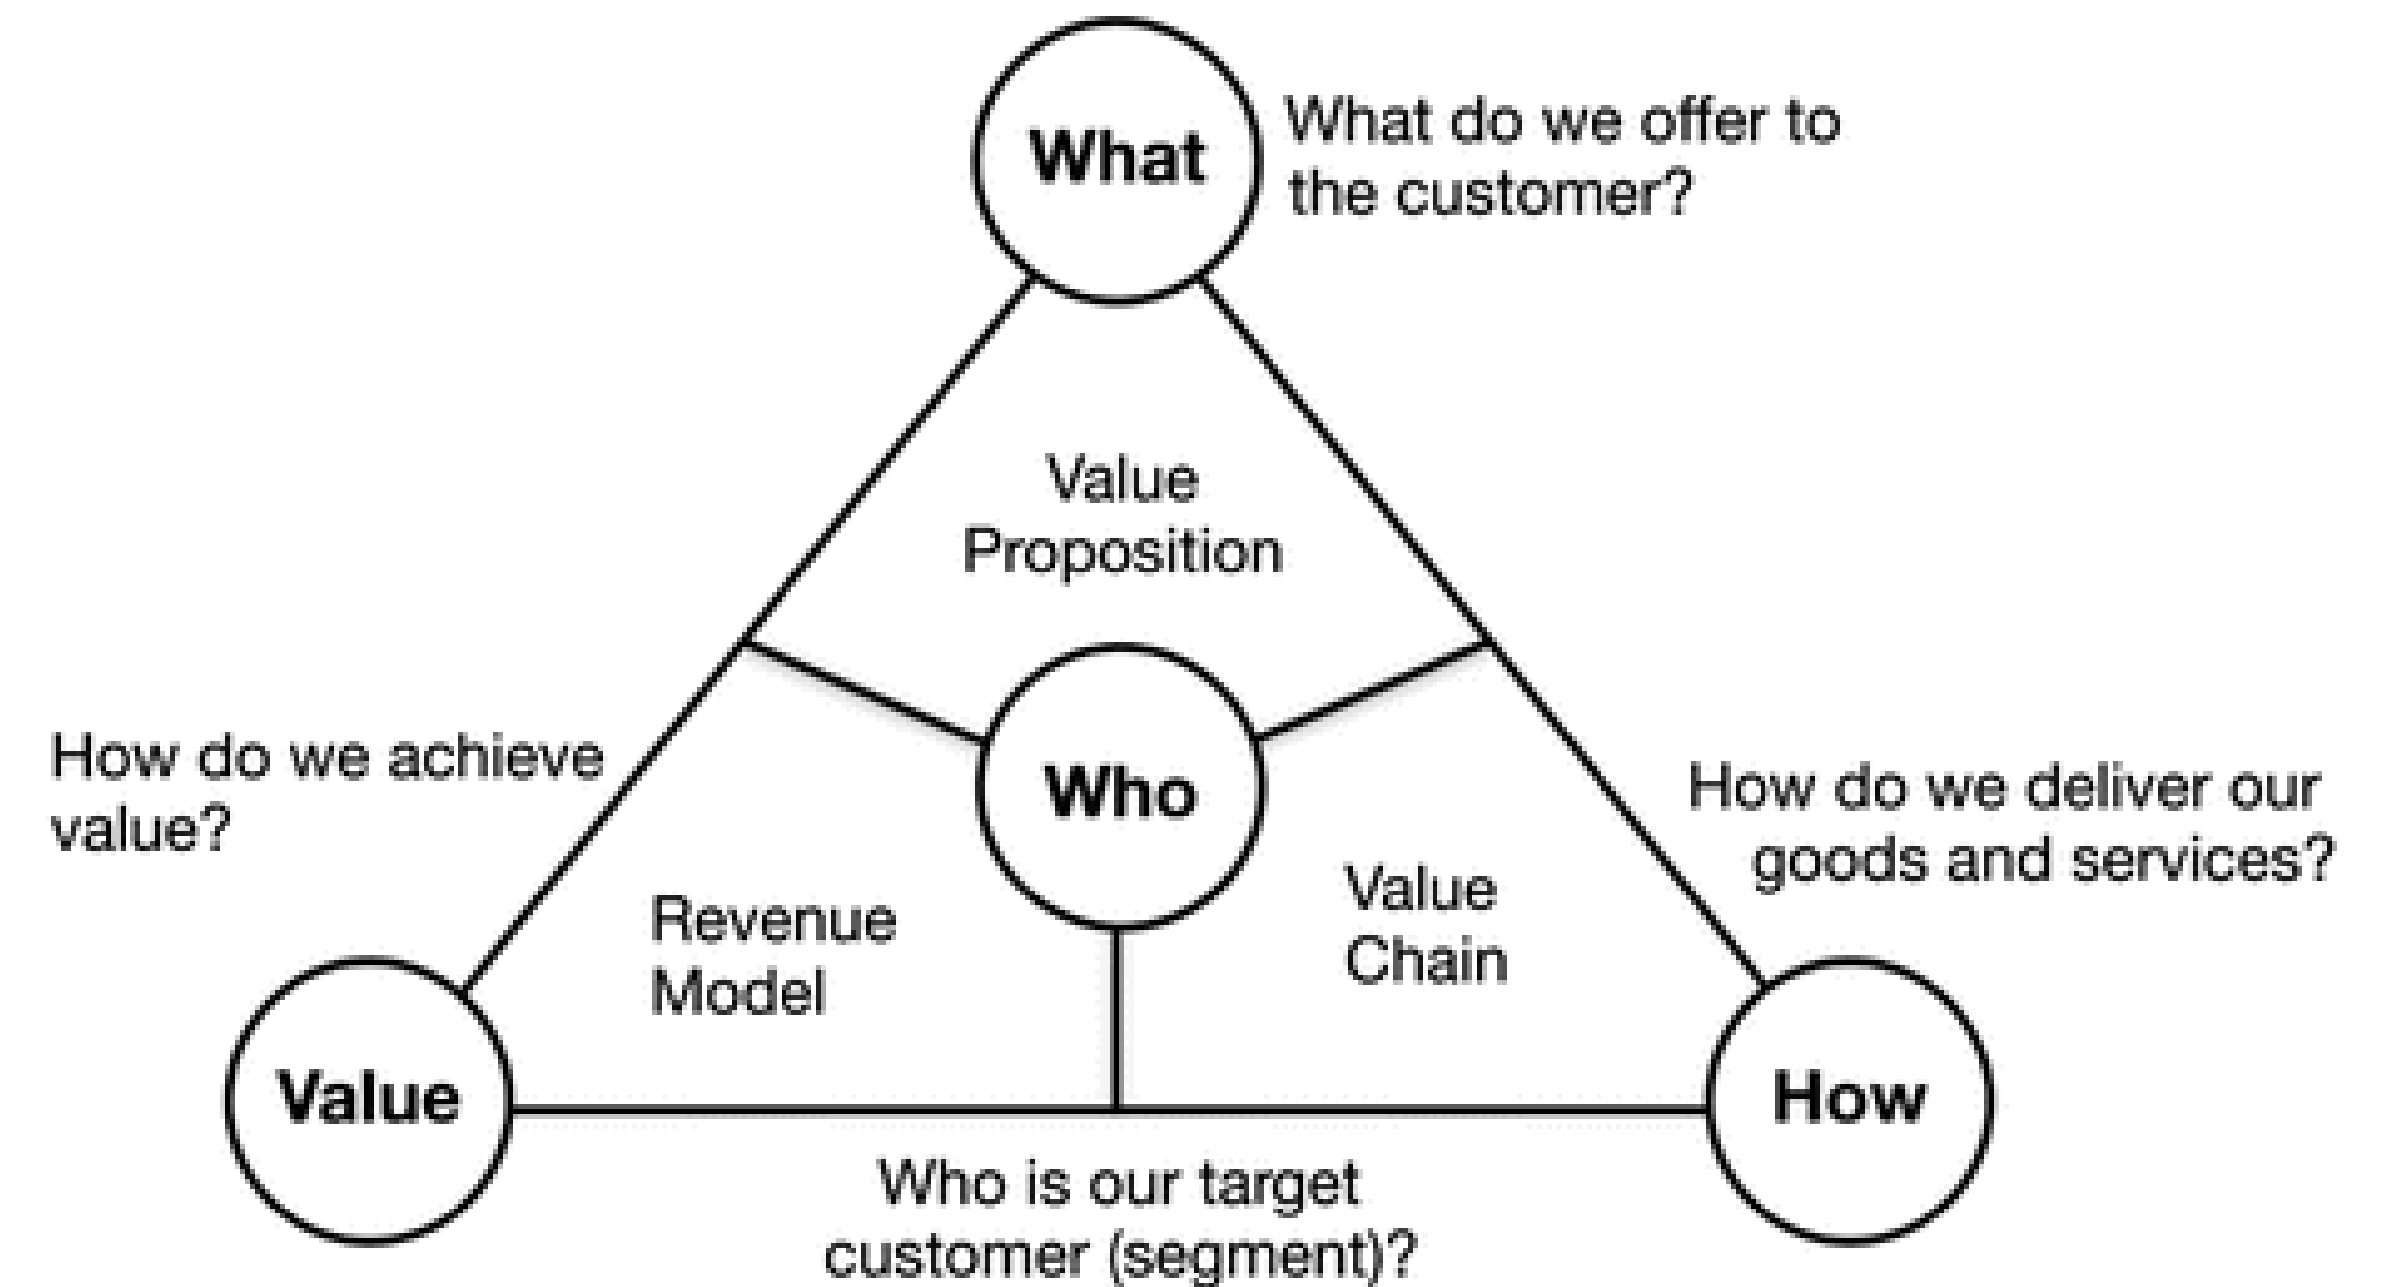 What
What do we offer to
the customer?
Value
Proposition
How do we achieve
value?
Who
How do we deliver our
goods and services?
Revenue
Model
Value
Chain
Value
How
Who is our target
customer (segment)?